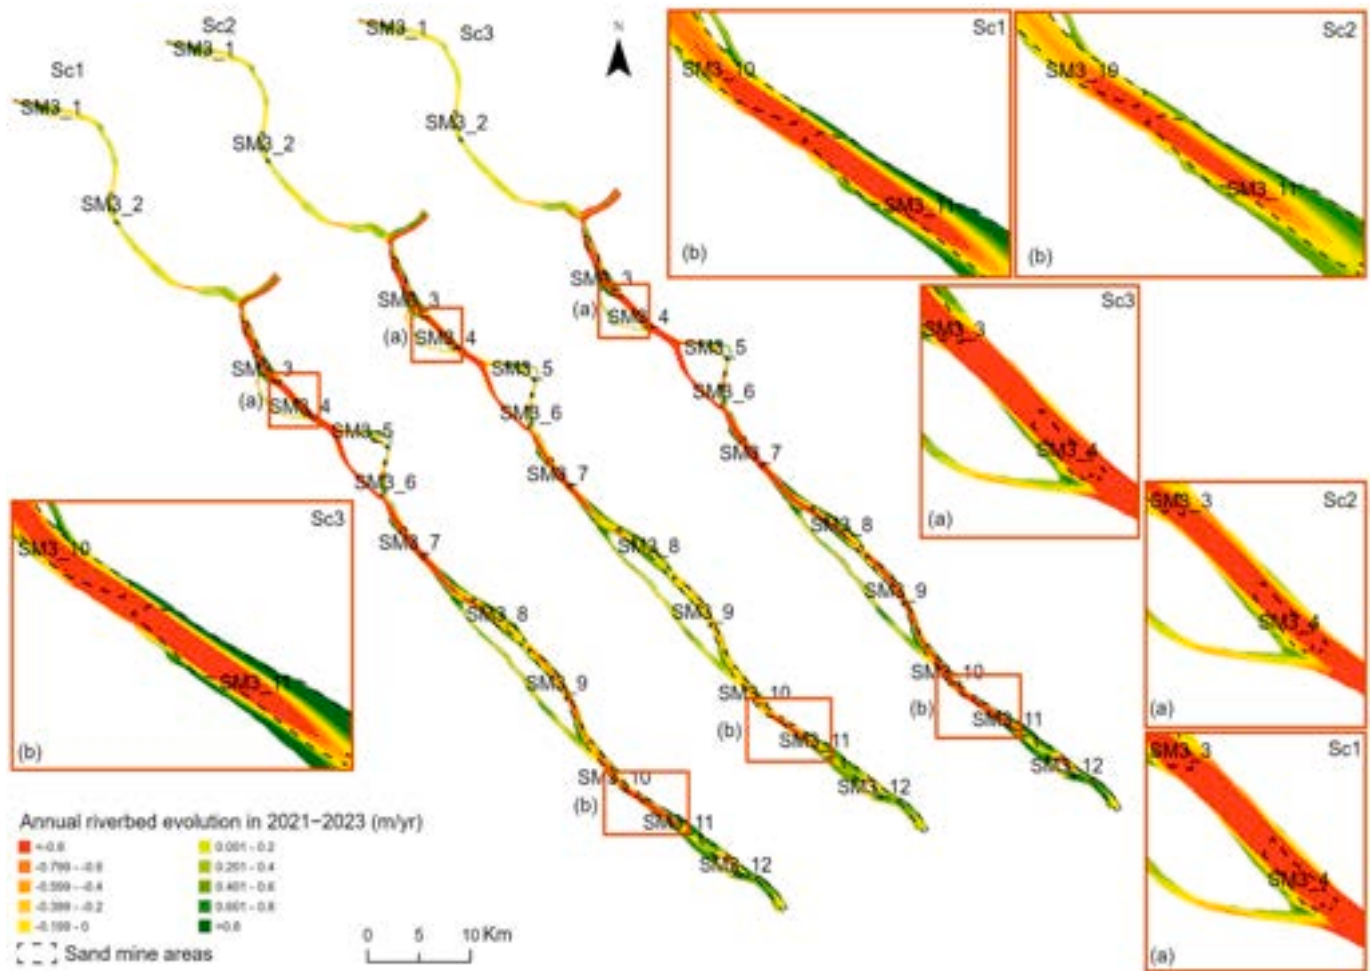 Sc1
SM3_1
SM3_2
SM3_3
(a)
SM3_4
SM3_5
SM3_6
SM3_7
SM3_8
SM3_9
SM3_10
(b)
SM3_11
SM3_12
Sc2
SM3_1
SM3_2
SM3_3
(a)
SM3_4
SM3_5
SM3_6
SM3_7
SM3_8
SM3_9
SM3_10
(b)
SM3_11
SM3_12
Sc3
SM3_1
SM3_2
SM3_3
(a)
SM3_4
SM3_5
SM3_6
SM3_7
SM3_8
SM3_9
SM3_10
(b)
SM3_11
SM3_12
N
Sc1
SM3_10
SM3_11
(b)
Sc2
SM3_10
SM3_11
(b)
Sc3
SM3_3
SM3_4
(a)
Sc2
SM3_3
SM3_4
(a)
Sc1
SM3_3
SM3_4
(a)
Sc3
SM3_10
SM3_11
(b)
Annual riverbed evolution in 2021−2023 (m/yr)
<-0.8
-0.799 - -0.6
-0.599 - -0.4
-0.399 - -0.2
-0.199 - 0
0.001 - 0.2
0.201 - 0.4
0.401 - 0.6
0.601 - 0.8
>0.8
Sand mine areas
0 5 10 Km